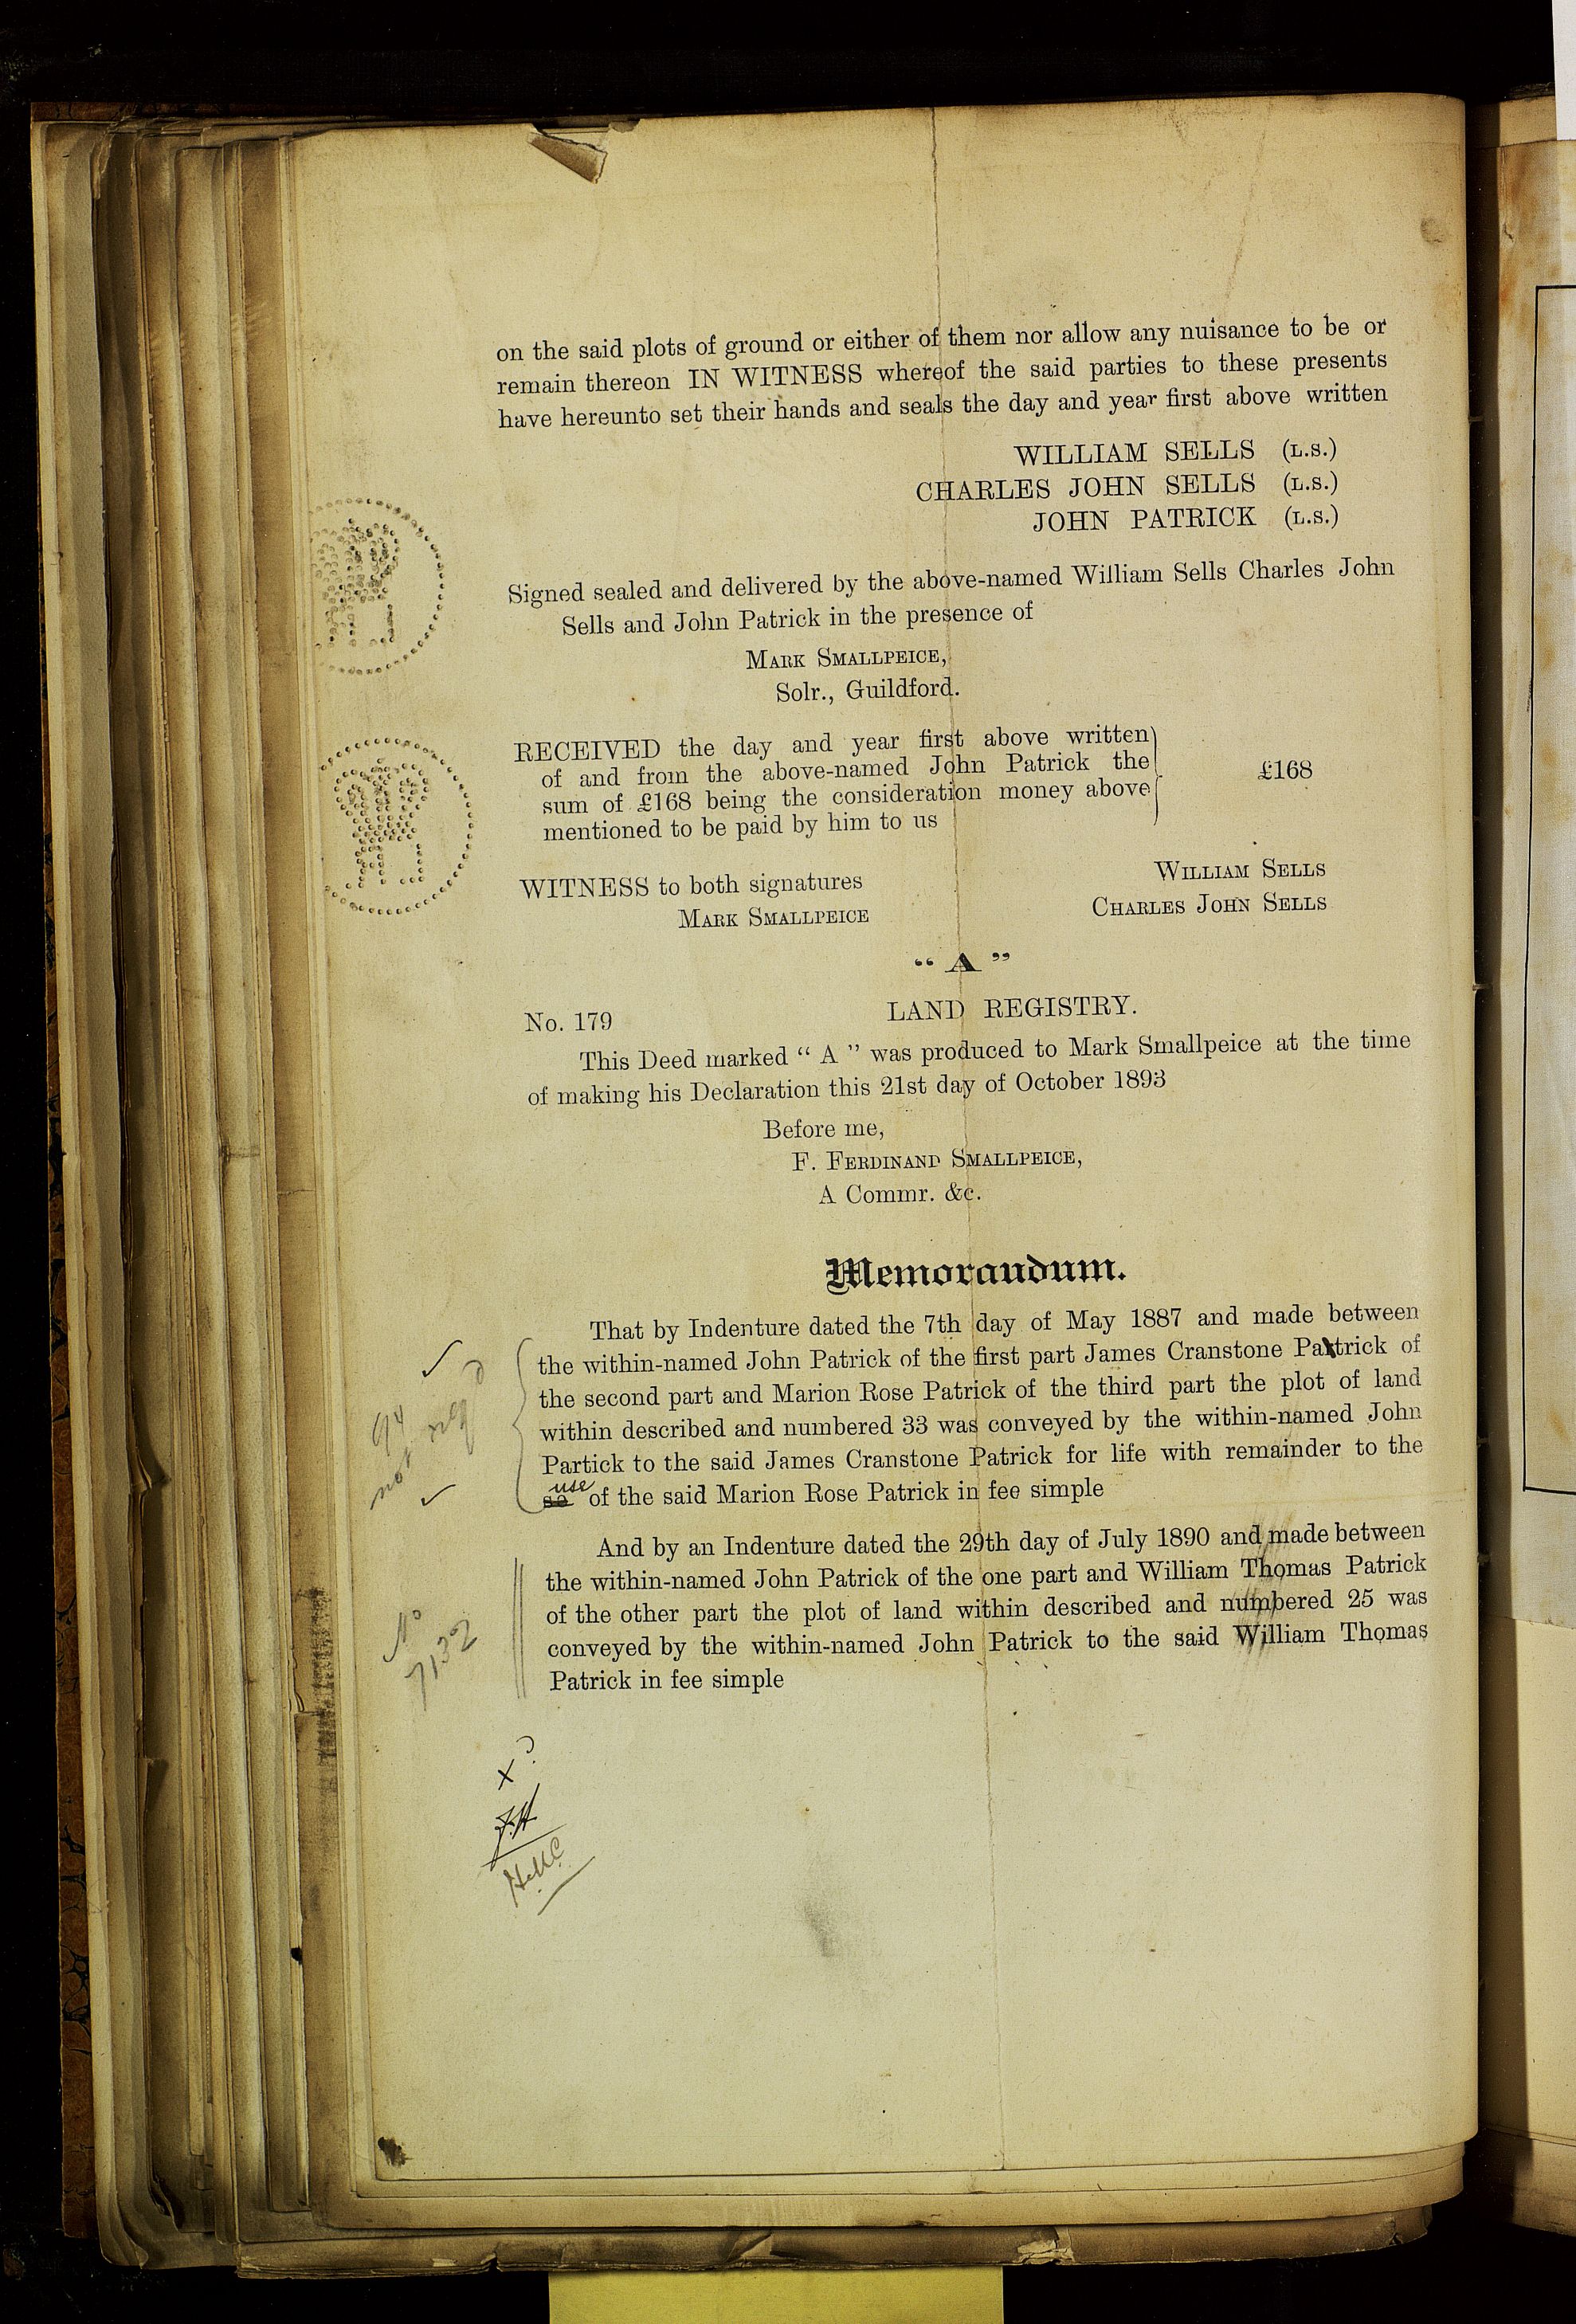 on the said plots of ground or either of them nor allow any nuisance to be or
remain thereon IN WITNESS whereof the said parties to these presents
have hereunto set their hands and seals the day and year first above written
WILLIAM SELLS (L.S.)
CHARLES JOHN SELLS (L.S.)
JOHN PATRICK (L.S.)
Signed sealed and delivered by the above-named William Sells Charles John
Sells and John Patrick in the presence of
MARK SMALLPEICE,
Solr., Guildford.
RECEIVED the day and year first above written
of and from the above-named John Patrick the
sum of £168 being the consideration money above
mentioned to be paid by him to us
£168
WITNESS to both signatures
MARK SMALLPEICE
WILLIAM SELLS
CHARLES JOHN SELLS
“ A ”
No. 179 LAND REGISTRY.
This Deed marked “ A ” was produced to Mark Smallpeice at the time
of making his Declaration this 21st day of October 1893
Before me,
F. FERDINAND SMALLPEICE,
A Commr. &c.
Memorandum.
That by Indenture dated the 7th day of May 1887 and made between
the within-named John Patrick of the first part James Cranstone Patrick of
the second part and Marion Rose Patrick of the third part the plot of land
within described and numbered 33 was conveyed by the within-named John
Partick to the said James Cranstone Patrick for life with remainder to the
use
so of the said Marion Rose Patrick in fee simple
not reg d
And by an Indenture dated the 29th day of July 1890 and made between
the within-named John Patrick of the one part and William Thomas Patrick
of the other part the plot of land within described and numbered 25 was
conveyed by the within-named John Patrick to the said William Thomas
Patrick in fee simple
No
7132
x ?